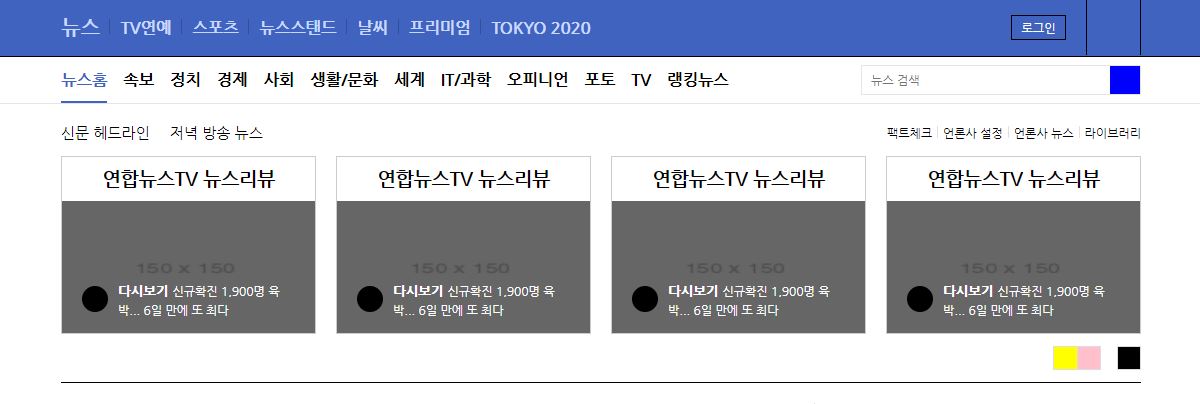 뉴스 TV연예 스포츠 뉴스스탠드 날씨 프리미엄 TOKYO 2020 로그인
뉴스홈 속보 정치 경제 사회 생활/문화 세계 IT/과학 오피니언 포토 TV 랭킹뉴스 뉴스 검색
신문 헤드라인 저녁 방송 뉴스 팩트체크 언론사 설정 언론사 뉴스 라이브러리
연합뉴스TV 뉴스리뷰
150 x 150
다시보기 신규확진 1,900명 육
박... 6일 만에 또 최다
연합뉴스TV 뉴스리뷰
150 x 150
다시보기 신규확진 1,900명 육
박... 6일 만에 또 최다
연합뉴스TV 뉴스리뷰
150 x 150
다시보기 신규확진 1,900명 육
박... 6일 만에 또 최다
연합뉴스TV 뉴스리뷰
150 x 150
다시보기 신규확진 1,900명 육
박... 6일 만에 또 최다